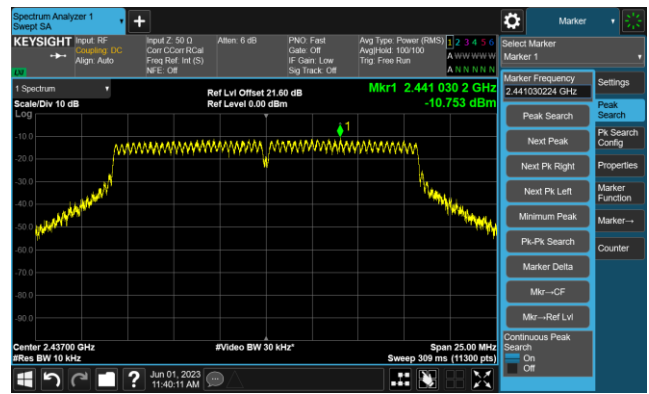 Spectrum Analyzer 1
Swept SA
Marker
KEYSIGHT
Input: RF
Coupling: DC
Align: Auto
Input Z: 50 Ω
Corr CCorr RCal
Freq Ref: Int (S)
NFE: Off
Atten: 6 dB
PNO: Fast
Gate: Off
IF Gain: Low
Sig Track: Off
Avg Type: Power (RMS)
Avg|Hold: 100/100
Trig: Free Run
1 2 3 4 5 6
A W W W W W
A N N N N N
Select Marker
Marker 1
1 Spectrum
Scale/Div 10 dB
Log
Ref Lvl Offset 21.60 dB
Ref Level 0.00 dBm
Mkr1 2.441 030 2 GHz
-10.753 dBm
1
-10.0
-20.0
-30.0
-40.0
-50.0
-60.0
-70.0
-80.0
-90.0
Center 2.43700 GHz
#Res BW 10 kHz
#Video BW 30 kHz*
Span 25.00 MHz
Sweep 309 ms (11300 pts)
Marker Frequency
2.441030224 GHz
Peak Search
Next Peak
Next Pk Right
Next Pk Left
Minimum Peak
Pk-Pk Search
Marker Delta
Mkr→CF
Mkr→Ref Lvl
Continuous Peak
Search
On
Off
Settings
Peak
Search
Pk Search
Config
Properties
Marker
Function
Marker→
Counter
?
Jun 01, 2023
11:40:11 AM